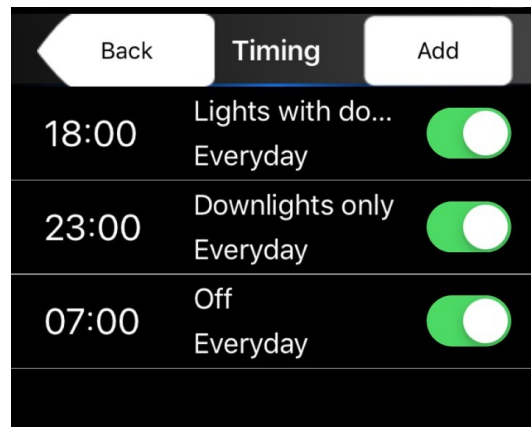 Back Timing Add
18:00 Lights with do...
Everyday
23:00 Downlights only
Everyday
07:00 Off
Everyday